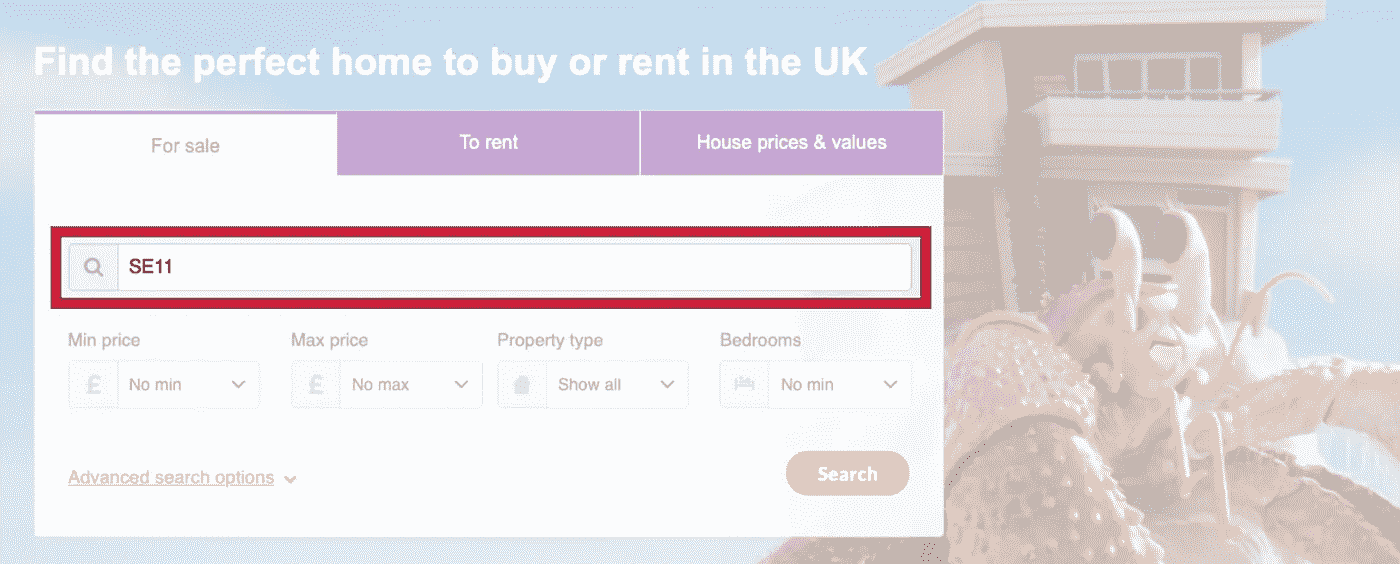 Find the perfect home to buy or rent in the UK
For sale
To rent
House prices & values
SE11
Min price
Max price
Property type
Bedrooms
£ No min
£ No max
Show all
No min
Advanced search options
Search